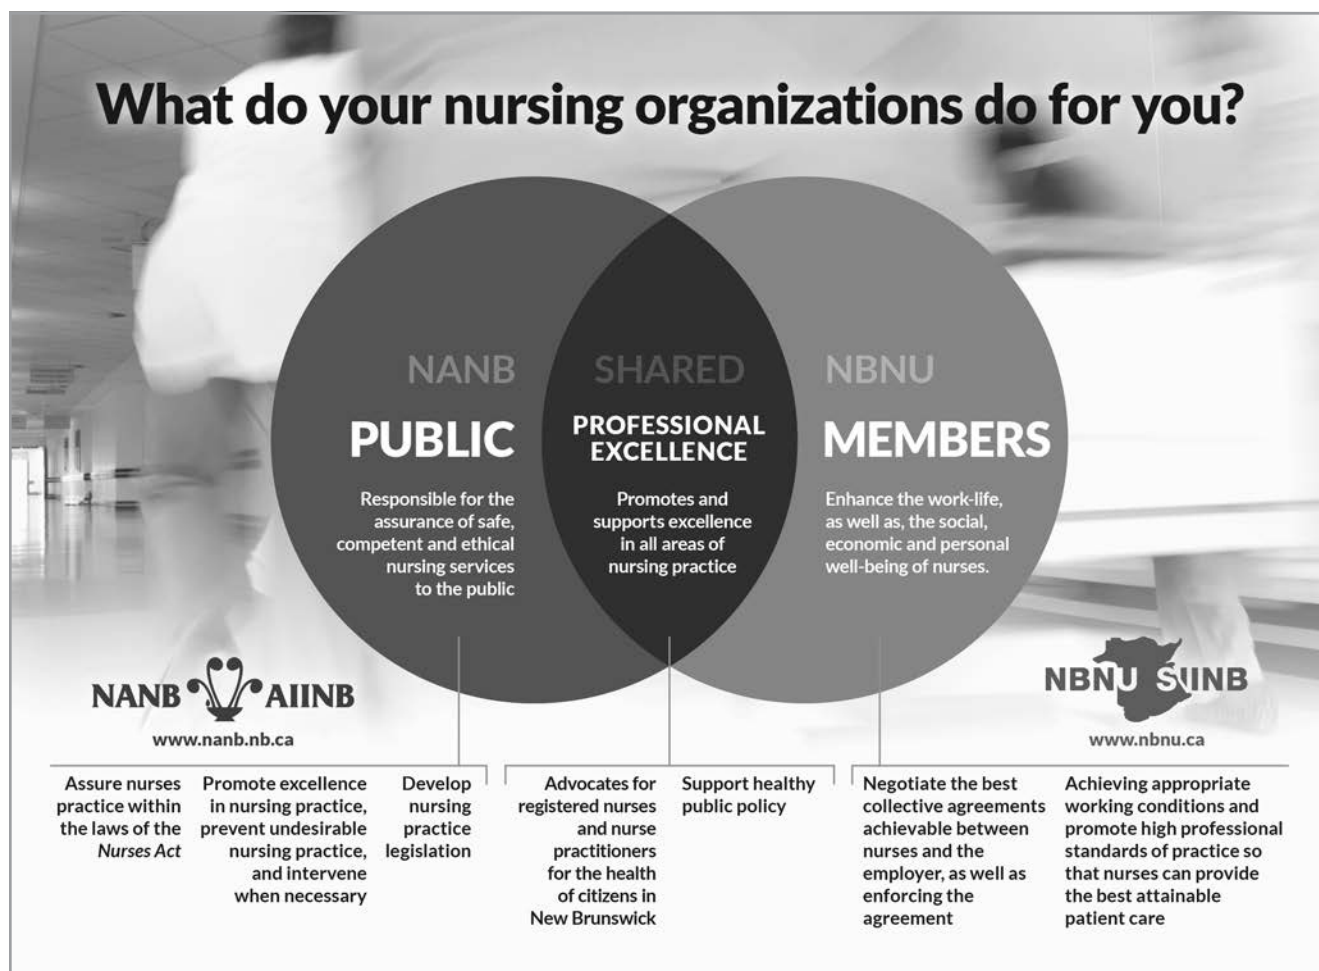 What do your nursing organizations do for you?
NANB
PUBLIC
Responsible for the
assurance of safe,
competent and ethical
nursing services
to the public
SHARED
PROFESSIONAL
EXCELLENCE
Promotes and
supports excellence
in all areas of
nursing practice
NBNU
MEMBERS
Enhance the work-life,
as well as, the social,
economic and personal
well-being of nurses.
NANB AIINB
www.nanb.nb.ca
NBNU SIINB
www.nbnu.ca
Assure nurses
practice within
the laws of the
Nurses Act
Promote excellence
in nursing practice,
prevent undesirable
nursing practice,
and intervene
when necessary
Develop
nursing
practice
legislation
Advocates for
registered nurses
and nurse
practitioners
for the health
of citizens in
New Brunswick
Support healthy
public policy
Negotiate the best
collective agreements
achievable between
nurses and the
employer, as well as
enforcing the
agreement
Achieving appropriate
working conditions and
promote high professional
standards of practice so
that nurses can provide
the best attainable
patient care